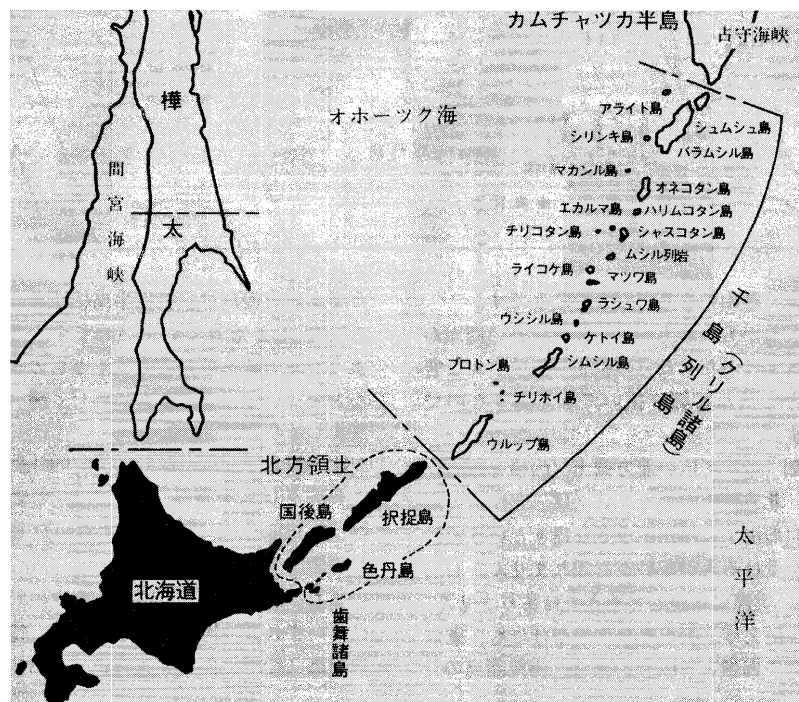 カムチャツカ半島
占守海峡
オホーツク海
樺
太
間宮海峡
アライト島
シュムシュ島
シリンキ島
パラムシル島
マカンル島
オネコタン島
エカルマ島
ハリムコタン島
チリコタン島
シャスコタン島
ムシル列岩
ライコケ島
マツワ島
ラシュワ島
ウシシル島
ケトイ島
シムシル島
ブロトン島
チリホイ島
ウルップ島
千島列島
(クリル諸島)
北方領土
国後島
択捉島
色丹島
歯舞諸島
北海道
太平洋